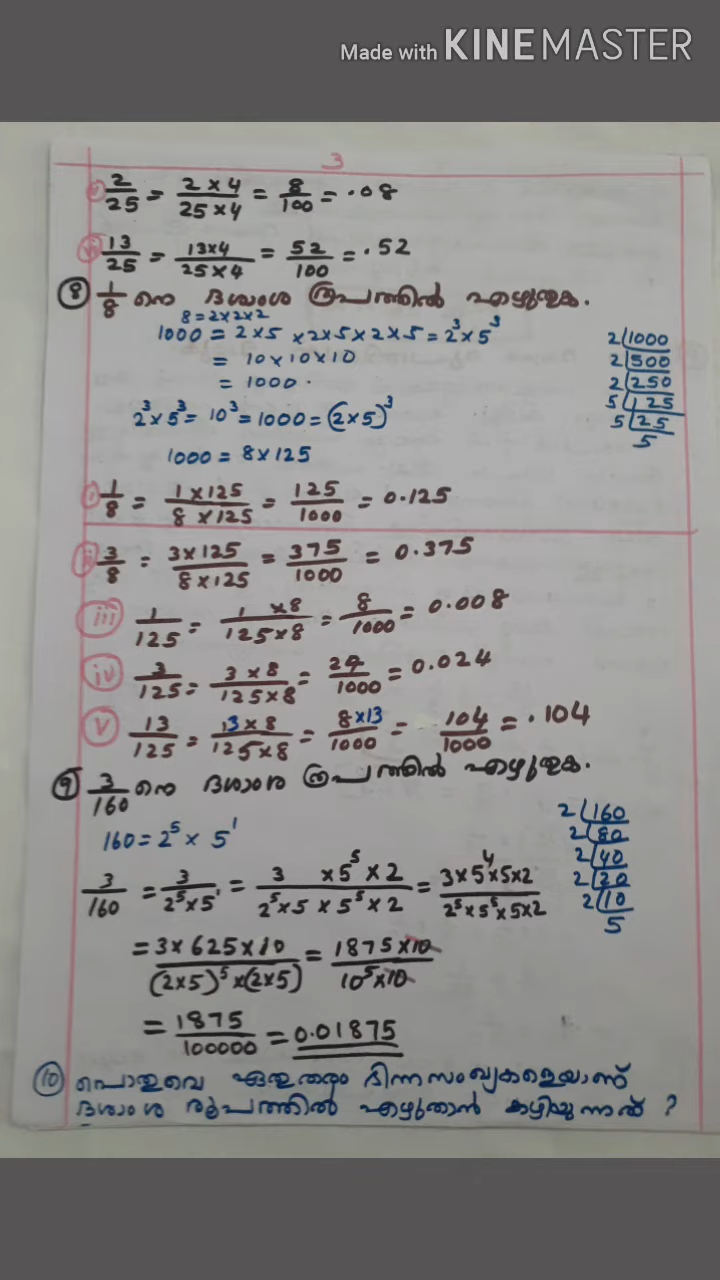 Made with KINEMASTER
3
v) 2/25 = (2 × 4)/(25 × 4) = 8/100 = .08
vi) 13/25 = (13×4)/(25 × 4) = 52/100 = .52
8) 1/8 നെ ദശാംശ രൂപത്തിൽ എഴുതുക.
8 = 2×2×2
1000 = 2×5 ×2×5×2×5 = 2³×5³
= 10×10×10
= 1000.
2³×5³ = 10³ = 1000 = (2×5)³
1000 = 8×125
2 | 1000
2 | 500
2 | 250
5 | 125
5 | 25
5
i) 1/8 = (1×125)/(8 ×125) = 125/1000 = 0.125
ii) 3/8 = (3×125)/(8×125) = 375/1000 = 0.375
iii) 1/125 = (1 ×8)/(125×8) = 8/1000 = 0.008
iv) 3/125 = (3 × 8)/(125×8) = 24/1000 = 0.024
v) 13/125 = (13×8)/(125×8) = (8×13)/1000 = 104/1000 = .104
9) 3/160 നെ ദശാംശ രൂപത്തിൽ എഴുതുക.
160 = 2⁵ × 5¹
2 | 160
2 | 80
2 | 40
2 | 20
2 | 10
5
3/160 = 3/(2⁵×5) = (3 ×5⁵×2)/(2⁵×5 × 5⁵×2) = (3×5⁴×5×2)/(2⁵×5⁵×5×2)
= (3×625×10)/((2×5)⁵×(2×5)) = (1875×10)/(10⁵×10)
= 1875/100000 = 0.01875
10) പൊതുവെ ഏതുതരം ഭിന്നസംഖ്യകളെയാണ്
ദശാംശ രൂപത്തിൽ എഴുതാൻ കഴിയുന്നത് ?